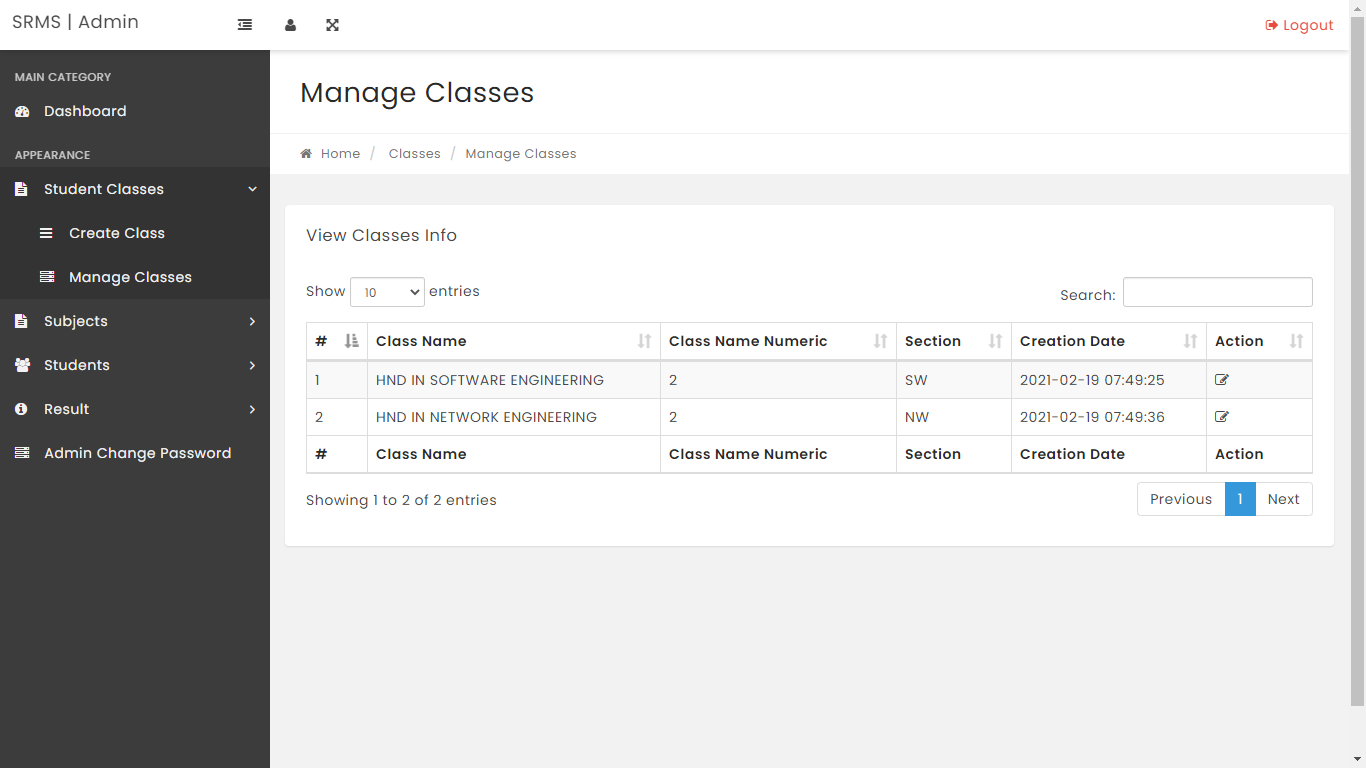 SRMS | Admin
Logout
MAIN CATEGORY
Dashboard
APPEARANCE
Student Classes
Create Class
Manage Classes
Subjects
Students
Result
Admin Change Password
Manage Classes
Home / Classes / Manage Classes
View Classes Info
Show 10 entries
Search:
# Class Name Class Name Numeric Section Creation Date Action
1 HND IN SOFTWARE ENGINEERING 2 SW 2021-02-19 07:49:25
2 HND IN NETWORK ENGINEERING 2 NW 2021-02-19 07:49:36
# Class Name Class Name Numeric Section Creation Date Action
Showing 1 to 2 of 2 entries
Previous 1 Next